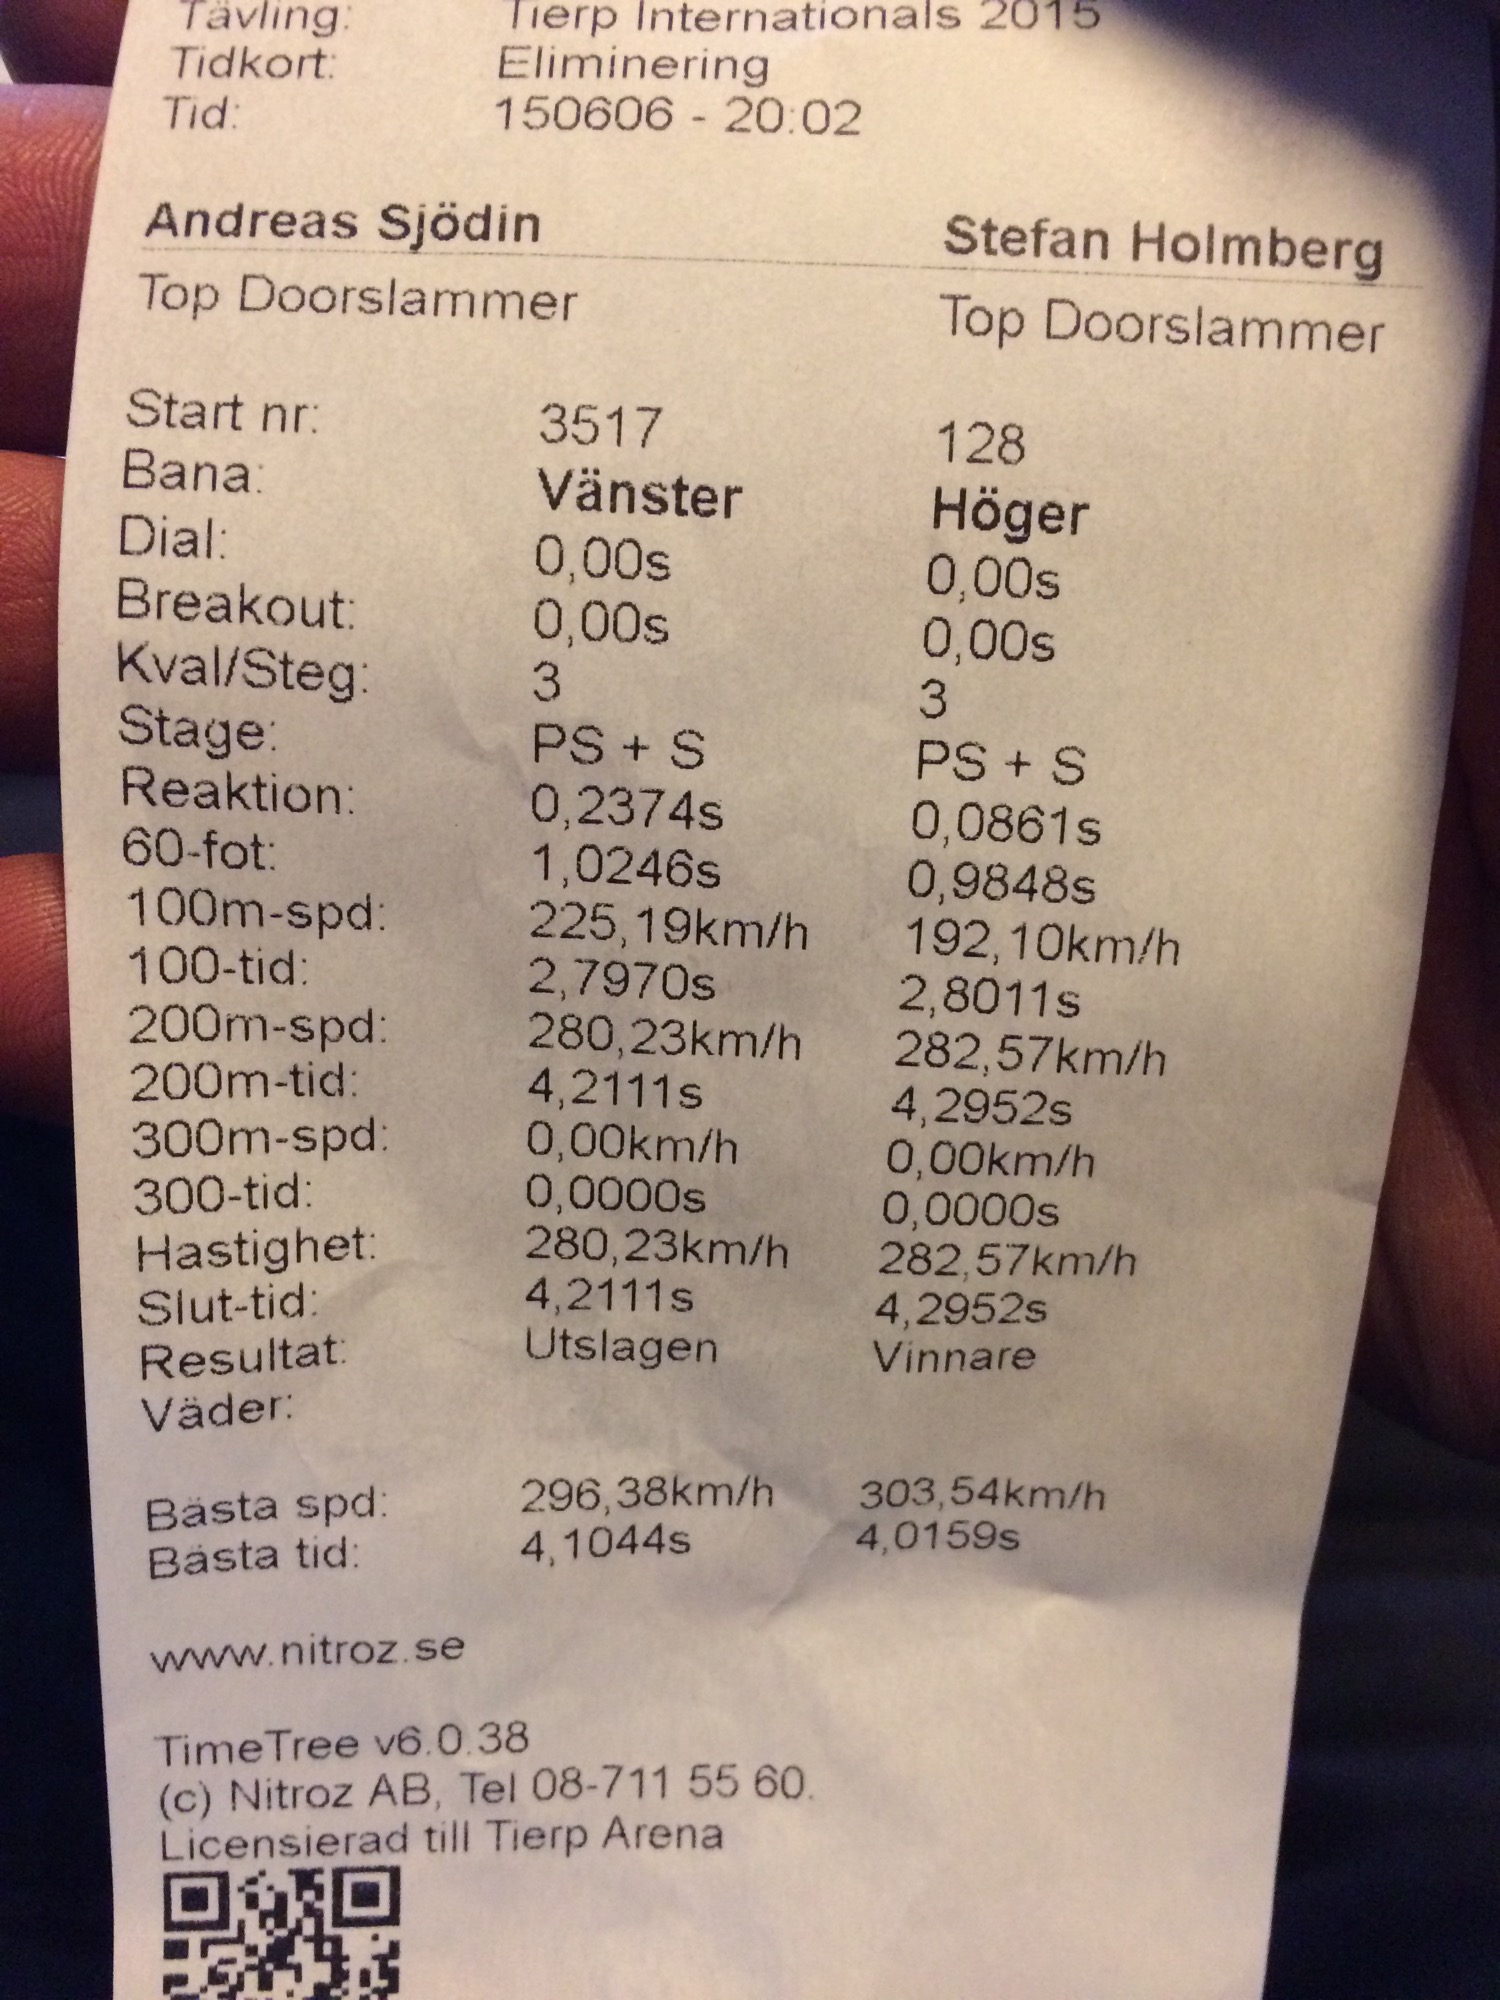 Tävling: Tierp Internationals 2015
Tidkort: Eliminering
Tid: 150606 - 20:02
Andreas Sjödin Stefan Holmberg
Top Doorslammer Top Doorslammer
Start nr: 3517 128
Bana: Vänster Höger
Dial: 0,00s 0,00s
Breakout: 0,00s 0,00s
Kval/Steg: 3 3
Stage: PS + S PS + S
Reaktion: 0,2374s 0,0861s
60-fot: 1,0246s 0,9848s
100m-spd: 225,19km/h 192,10km/h
100-tid: 2,7970s 2,8011s
200m-spd: 280,23km/h 282,57km/h
200m-tid: 4,2111s 4,2952s
300m-spd: 0,00km/h 0,00km/h
300-tid: 0,0000s 0,0000s
Hastighet: 280,23km/h 282,57km/h
Slut-tid: 4,2111s 4,2952s
Resultat: Utslagen Vinnare
Väder:
Bästa spd: 296,38km/h 303,54km/h
Bästa tid: 4,1044s 4,0159s
www.nitroz.se
TimeTree v6.0.38
(c) Nitroz AB, Tel 08-711 55 60.
Licensierad till Tierp Arena